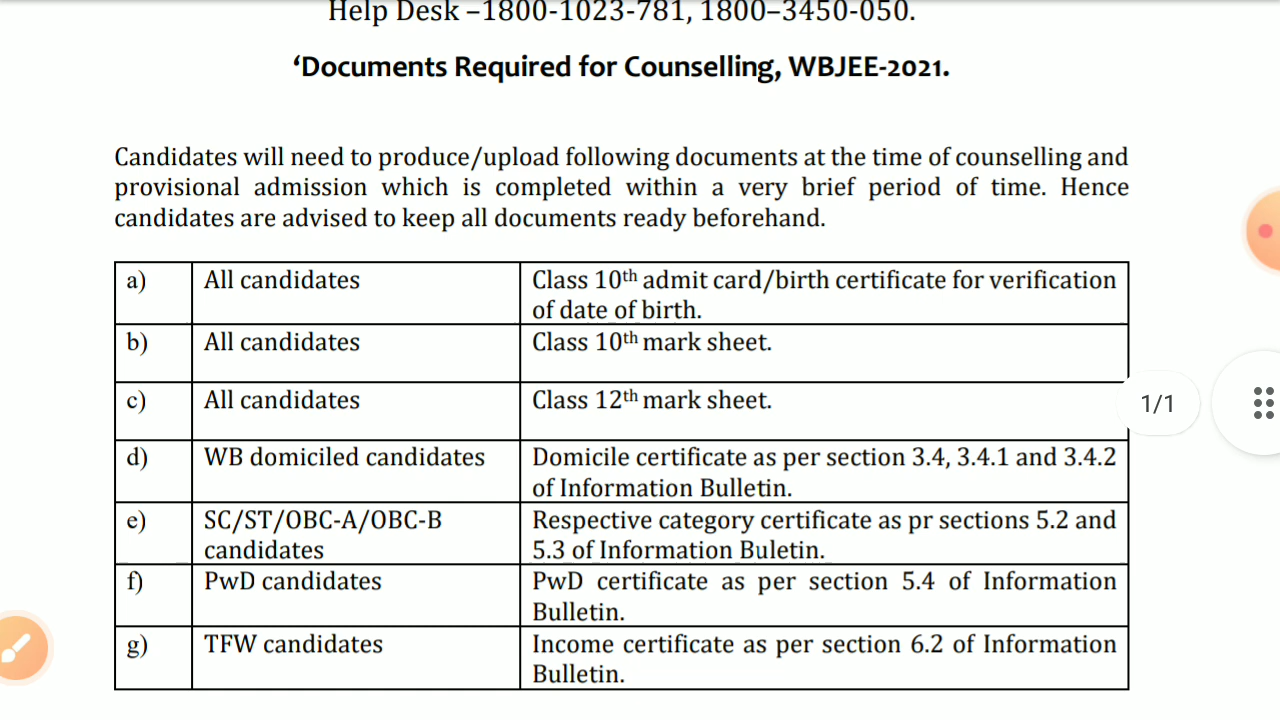 Help Desk –1800-1023-781, 1800–3450-050.
‘Documents Required for Counselling, WBJEE-2021.
Candidates will need to produce/upload following documents at the time of counselling and
provisional admission which is completed within a very brief period of time. Hence
candidates are advised to keep all documents ready beforehand.
a) All candidates Class 10th admit card/birth certificate for verification
of date of birth.
b) All candidates Class 10th mark sheet.
c) All candidates Class 12th mark sheet.
1/1
d) WB domiciled candidates Domicile certificate as per section 3.4, 3.4.1 and 3.4.2
of Information Bulletin.
e) SC/ST/OBC-A/OBC-B Respective category certificate as pr sections 5.2 and
candidates 5.3 of Information Buletin.
f) PwD candidates PwD certificate as per section 5.4 of Information
Bulletin.
g) TFW candidates Income certificate as per section 6.2 of Information
Bulletin.